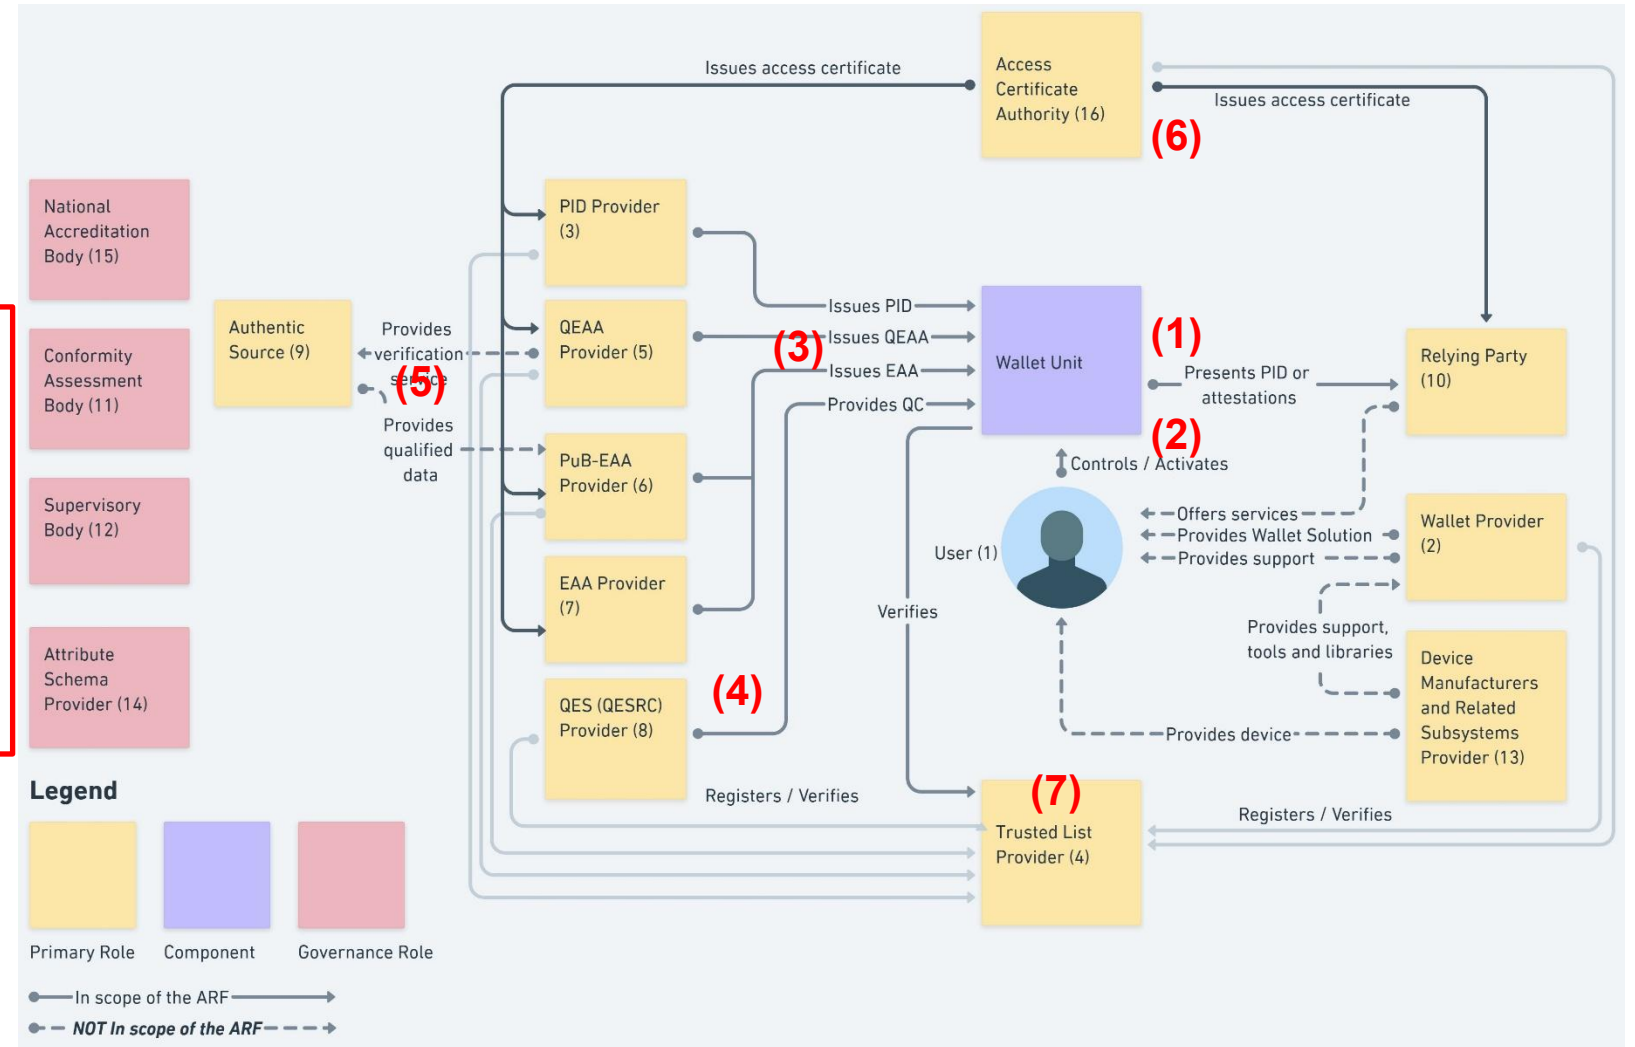 Issues access certificate
Access
Certificate
Authority (16)
Issues access certificate
(6)
National
Accreditation
Body (15)
PID Provider
(3)
Authentic
Source (9)
Provides
verification
service
(5)
Provides
qualified
data
QEAA
Provider (5)
Issues PID
Issues QEAA
(3)
Issues EAA
Provides QC
Wallet Unit
(1)
Presents PID or
attestations
(2)
Relying Party
(10)
Conformity
Assessment
Body (11)
PuB-EAA
Provider (6)
Controls / Activates
Supervisory
Body (12)
User (1)
Offers services
Provides Wallet Solution
Provides support
Wallet Provider
(2)
EAA Provider
(7)
Verifies
Provides support,
tools and libraries
Attribute
Schema
Provider (14)
QES (QESRC)
Provider (8)
(4)
Provides device
Device
Manufacturers
and Related
Subsystems
Provider (13)
Registers / Verifies
(7)
Trusted List
Provider (4)
Registers / Verifies
Legend
Primary Role
Component
Governance Role
In scope of the ARF
NOT In scope of the ARF